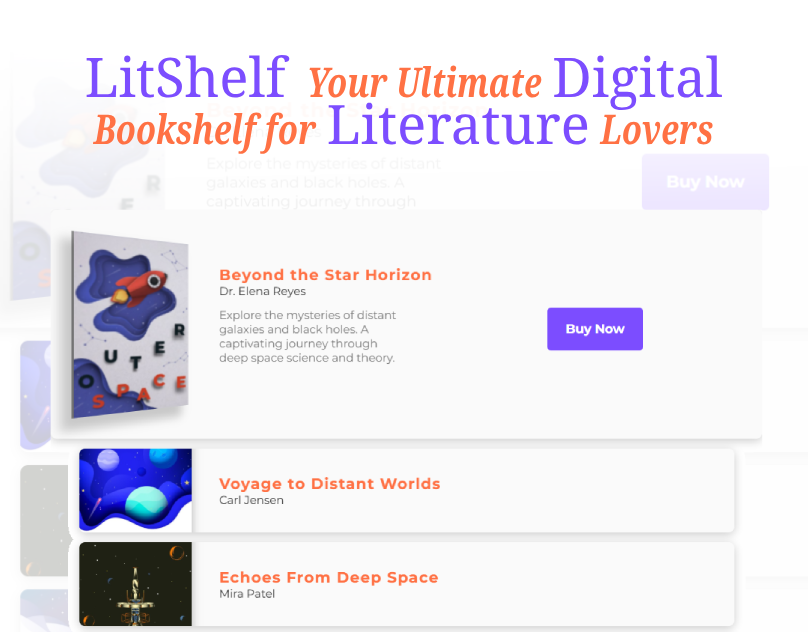 LitShelf Your Ultimate Digital
Bookshelf for Literature Lovers
Explore the mysteries of distant
galaxies and black holes. A
captivating journey through
Buy Now
OUTER
SPACE
Beyond the Star Horizon
Dr. Elena Reyes
Explore the mysteries of distant
galaxies and black holes. A
captivating journey through
deep space science and theory.
Buy Now
Voyage to Distant Worlds
Carl Jensen
Echoes From Deep Space
Mira Patel